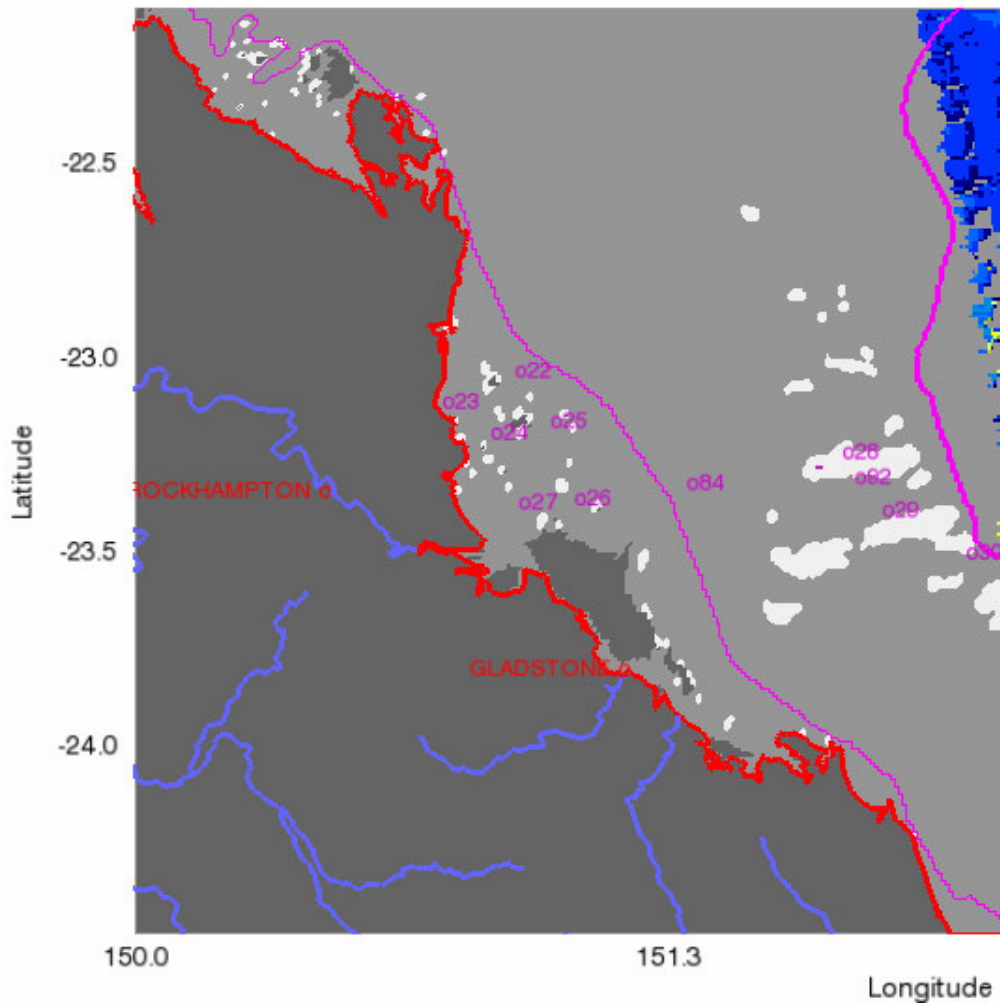 -22.5
-23.0
o22
o23
o25
o24
o28
o82
o84
ROCKHAMPTON o
o27
o26
o29
-23.5
o30
GLADSTONE o
-24.0
150.0
151.3
Longitude
Latitude